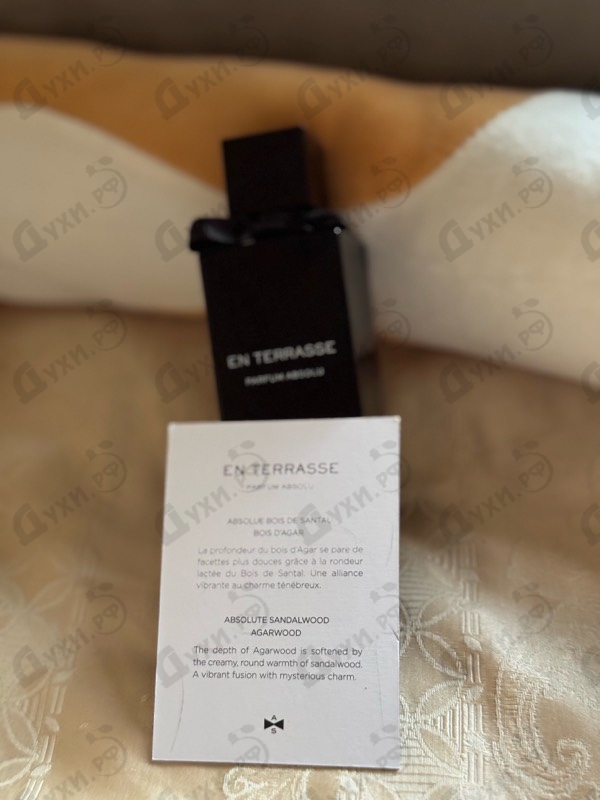 EN TERRASSE
PARFUM ABSOLU
EN TERRASSE
PARFUM ABSOLU
ABSOLUE BOIS DE SANTAL
BOIS D'AGAR
La profondeur du bois d'Agar se pare de
facettes plus douces grâce à la rondeur
lactée du Bois de Santal. Une alliance
vibrante au charme ténébreux.
ABSOLUTE SANDALWOOD
AGARWOOD
The depth of Agarwood is softened by
the creamy, round warmth of sandalwood.
A vibrant fusion with mysterious charm.
A
S
Духи.РФ